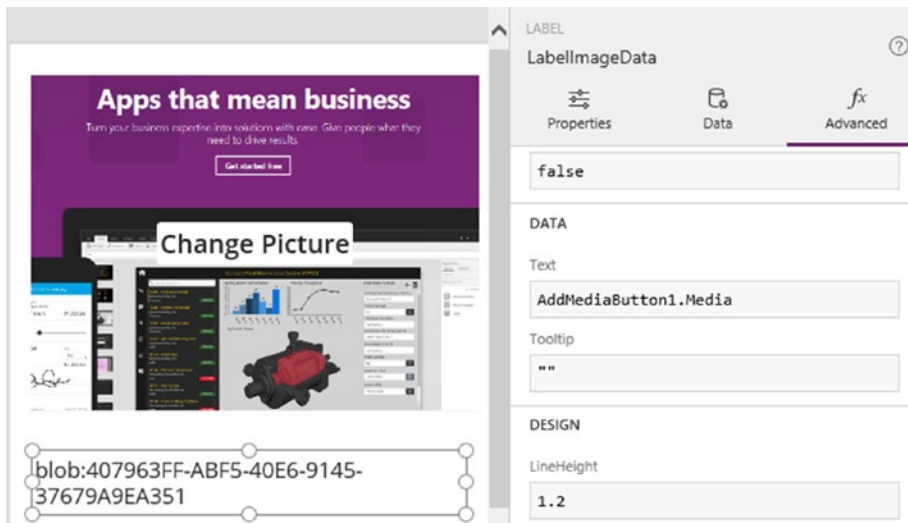 Apps that mean business
Turn your business expertise into solutions with ease. Give people what they
need to drive results.
Get started free
Change Picture
blob:407963FF-ABF5-40E6-9145-
37679A9EA351
LABEL
LabelImageData
Properties
Data
fx
Advanced
false
DATA
Text
AddMediaButton1.Media
Tooltip
""
DESIGN
LineHeight
1.2